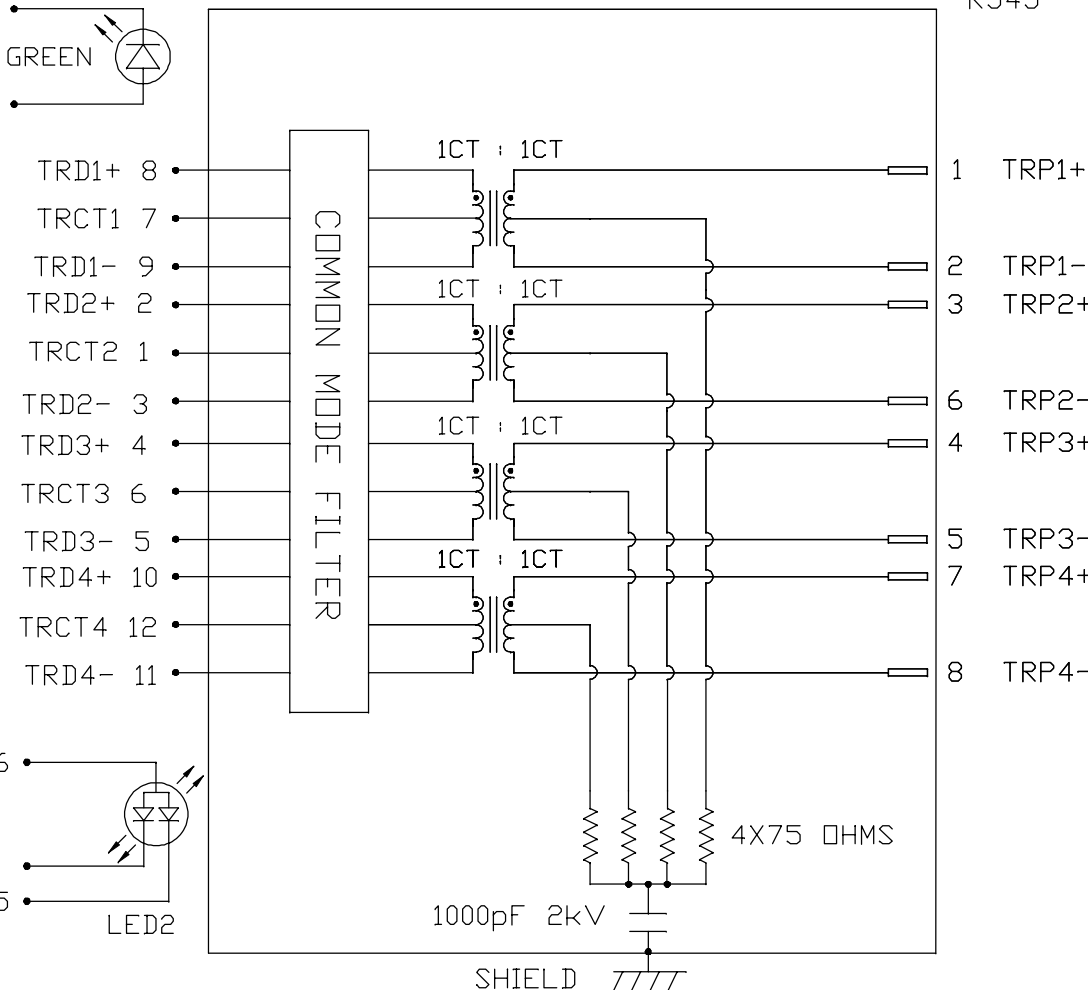 GREEN
1CT : 1CT
TRD1+ 8
1 TRP1+
TRCT1 7
TRD1- 9
2 TRP1-
1CT : 1CT
TRD2+ 2
3 TRP2+
TRCT2 1
TRD2- 3
6 TRP2-
1CT : 1CT
TRD3+ 4
4 TRP3+
TRCT3 6
TRD3- 5
5 TRP3-
1CT : 1CT
TRD4+ 10
7 TRP4+
TRCT4 12
TRD4- 11
8 TRP4-
COMMON MODE FILTER
6
4X75 OHMS
5
LED2
1000pF 2kV
SHIELD